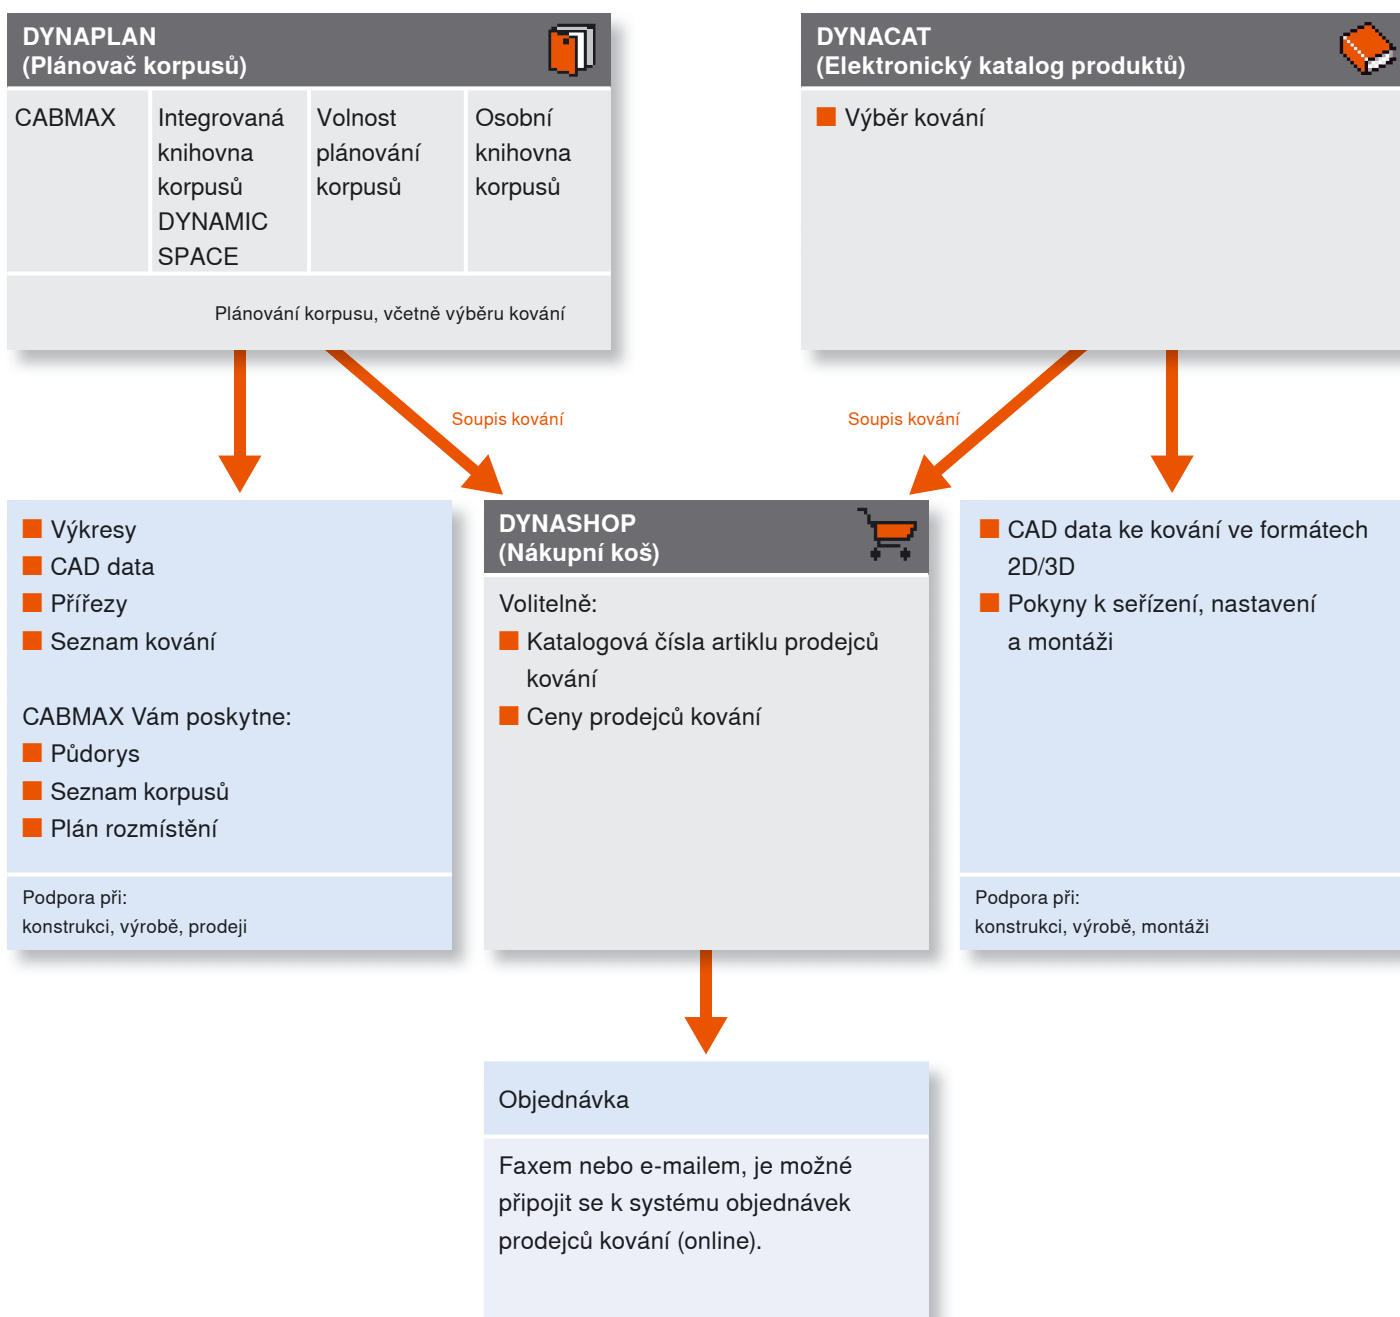 DYNAPLAN
(Plánovač korpusů)
CABMAX
Integrovaná
knihovna
korpusů
DYNAMIC
SPACE
Volnost
plánování
korpusů
Osobní
knihovna
korpusů
Plánování korpusu, včetně výběru kování
DYNACAT
(Elektronický katalog produktů)
Výběr kování
Soupis kování
Soupis kování
Výkresy
CAD data
Přířezy
Seznam kování
CABMAX Vám poskytne:
Půdorys
Seznam korpusů
Plán rozmístění
Podpora při:
konstrukci, výrobě, prodeji
DYNASHOP
(Nákupní koš)
Volitelně:
Katalogová čísla artiklu prodejců
kování
Ceny prodejců kování
CAD data ke kování ve formátech
2D/3D
Pokyny k seřízení, nastavení
a montáži
Podpora při:
konstrukci, výrobě, montáži
Objednávka
Faxem nebo e-mailem, je možné
připojit se k systému objednávek
prodejců kování (online).